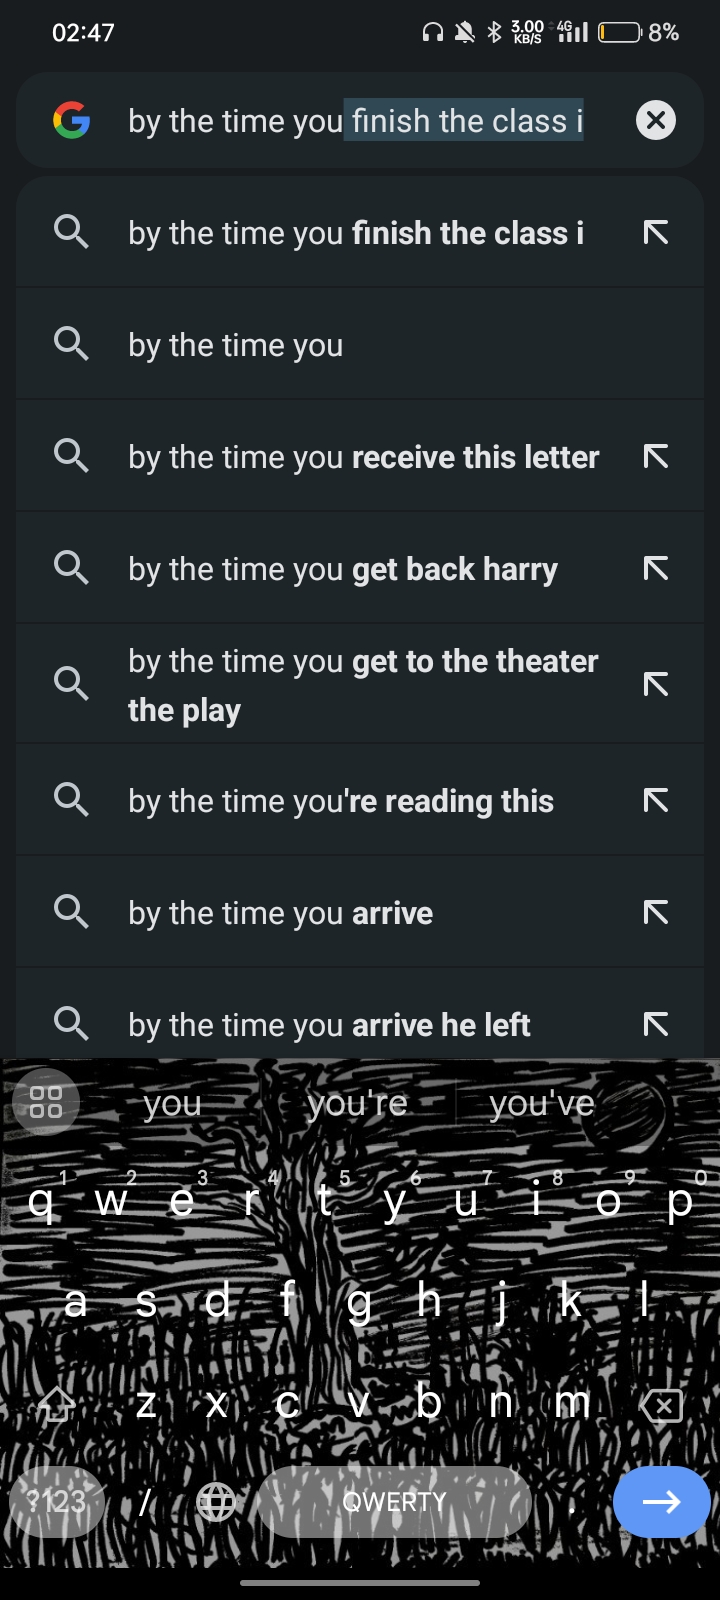 02:47 3.00 KB/S 4G 8%
by the time you finish the class i
by the time you finish the class i
by the time you
by the time you receive this letter
by the time you get back harry
by the time you get to the theater
the play
by the time you're reading this
by the time you arrive
by the time you arrive he left
you you're you've
1 2 3 4 5 6 7 8 9 0
q w e r t y u i o p
a s d f g h j k l
z x c v b n m
?123 / QWERTY .